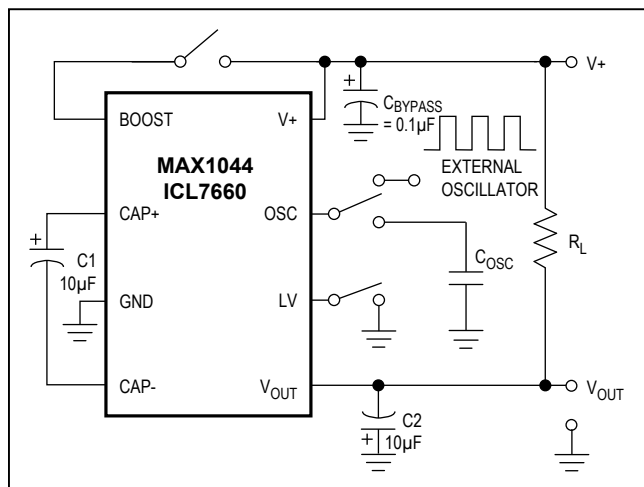 V+
BOOST
V+
CBYPASS
= 0.1µF
+
MAX1044
ICL7660
EXTERNAL
OSCILLATOR
CAP+
OSC
+
C1
10µF
COSC
RL
GND
LV
CAP-
VOUT
VOUT
C2
+
10µF